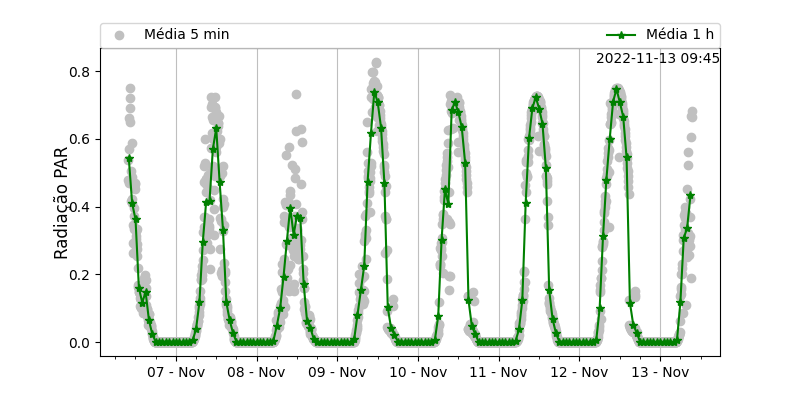 Média 5 min
Média 1 h
2022-11-13 09:45
Radiação PAR
0.8
0.6
0.4
0.2
0.0
07 - Nov
08 - Nov
09 - Nov
10 - Nov
11 - Nov
12 - Nov
13 - Nov